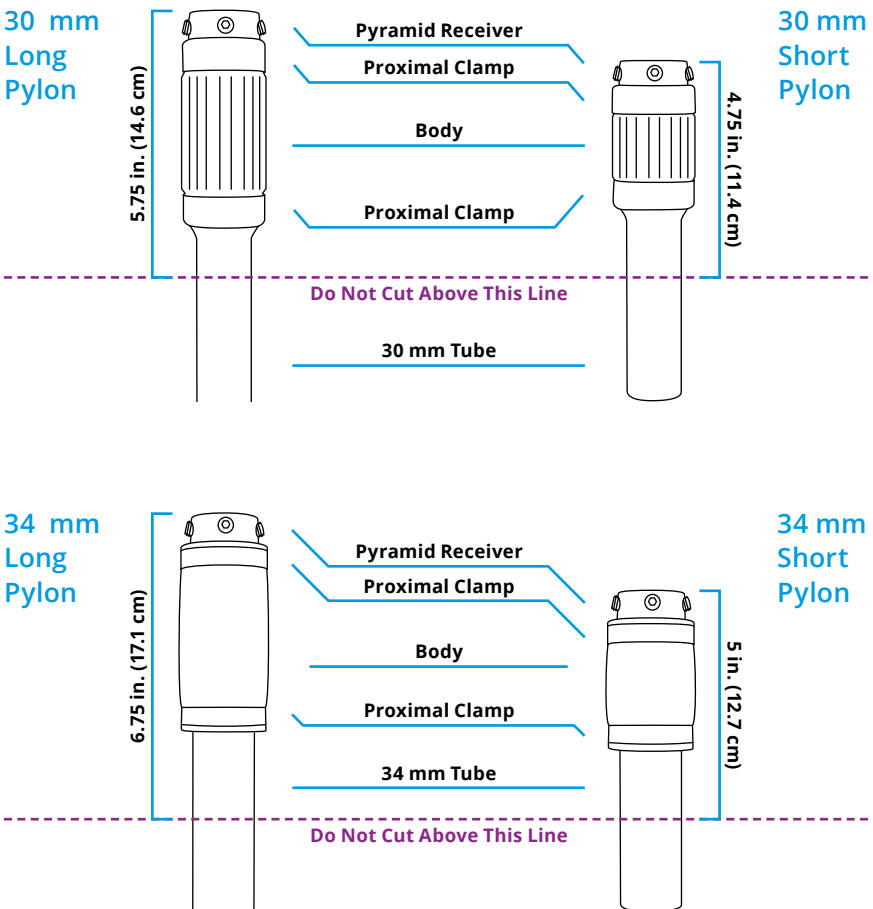 30 mm
Long
Pylon
5.75 in. (14.6 cm)
Pyramid Receiver
Proximal Clamp
Body
Proximal Clamp
30 mm
Short
Pylon
4.75 in. (11.4 cm)
Do Not Cut Above This Line
30 mm Tube
34 mm
Long
Pylon
6.75 in. (17.1 cm)
Pyramid Receiver
Proximal Clamp
Body
Proximal Clamp
34 mm Tube
34 mm
Short
Pylon
5 in. (12.7 cm)
Do Not Cut Above This Line